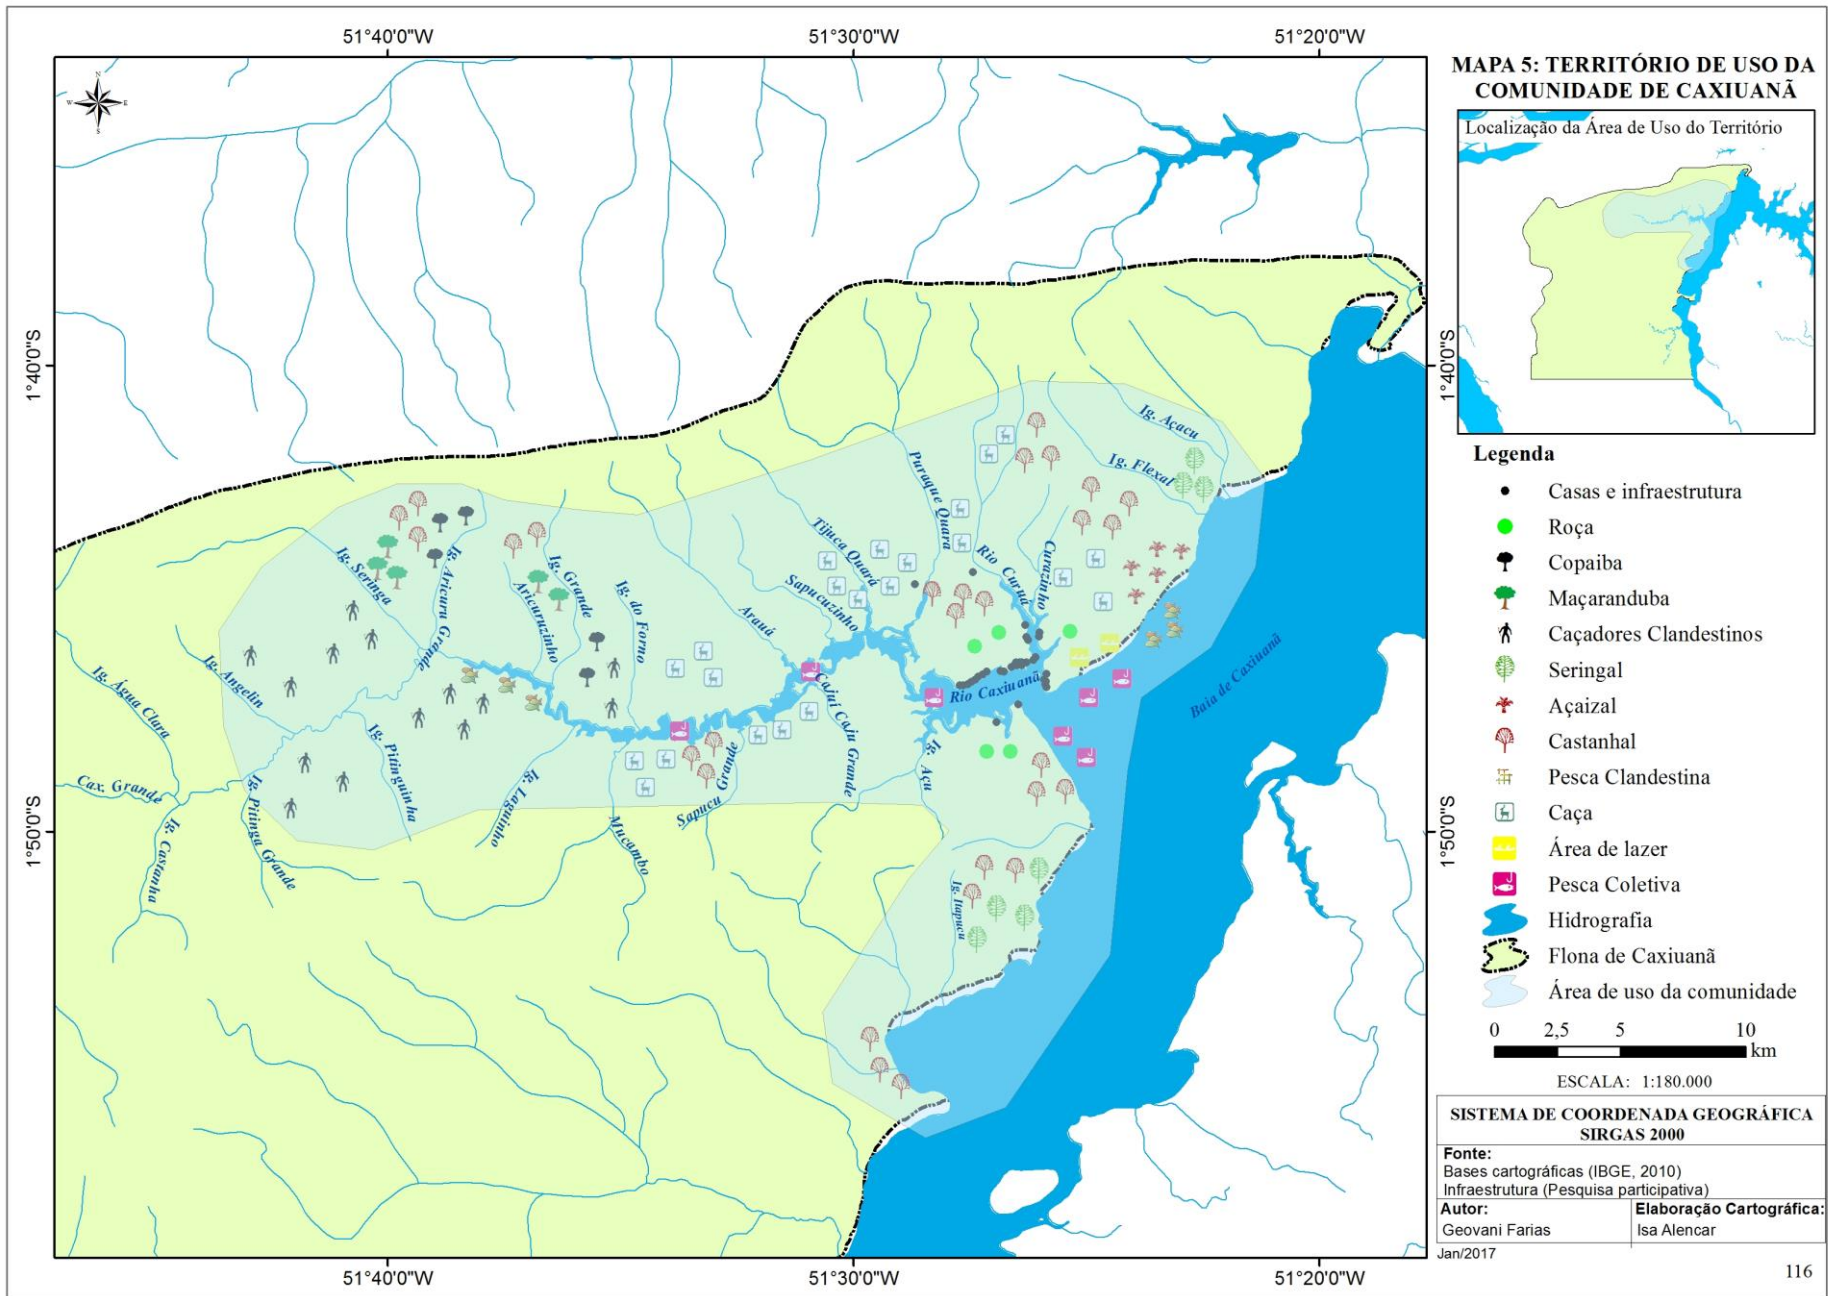 51°40'0"W
51°30'0"W
51°20'0"W
MAPA 5: TERRITÓRIO DE USO DA
COMUNIDADE DE CAXIUANÃ
Localização da Área de Uso do Território
N
W
E
S
1°40'0"S
1°40'0"S
1°50'0"S
1°50'0"S
Ig. Açacu
Ig. Flexal
Puraque Quara
Tijuca Quará
Rio Curuá
Curazinho
Sapucuzinho
Arauá
Ig. Seringa
Ig. Aricuru Grande
Aricuruzinho
Ig. Grande
Ig. do Forno
Ig. Angelin
Ig. Água Clara
Cax. Grande
Ig. Castanha
Ig. Pitinga Grande
Ig. Pitinguinha
Ig. Laguinho
Mucambo
Sapucu Grande
Cajuí Caju Grande
Ig. Açu
Rio Caxiuanã
Baia de Caxiuanã
Ig. Itapucu
Legenda
Casas e infraestrutura
Roça
Copaiba
Maçaranduba
Caçadores Clandestinos
Seringal
Açaizal
Castanhal
Pesca Clandestina
Caça
Área de lazer
Pesca Coletiva
Hidrografia
Flona de Caxiuanã
Área de uso da comunidade
0 2,5 5 10
km
ESCALA: 1:180.000
SISTEMA DE COORDENADA GEOGRÁFICA
SIRGAS 2000
Fonte:
Bases cartográficas (IBGE, 2010)
Infraestrutura (Pesquisa participativa)
Autor:
Geovani Farias
Elaboração Cartográfica:
Isa Alencar
Jan/2017
116
51°40'0"W
51°30'0"W
51°20'0"W